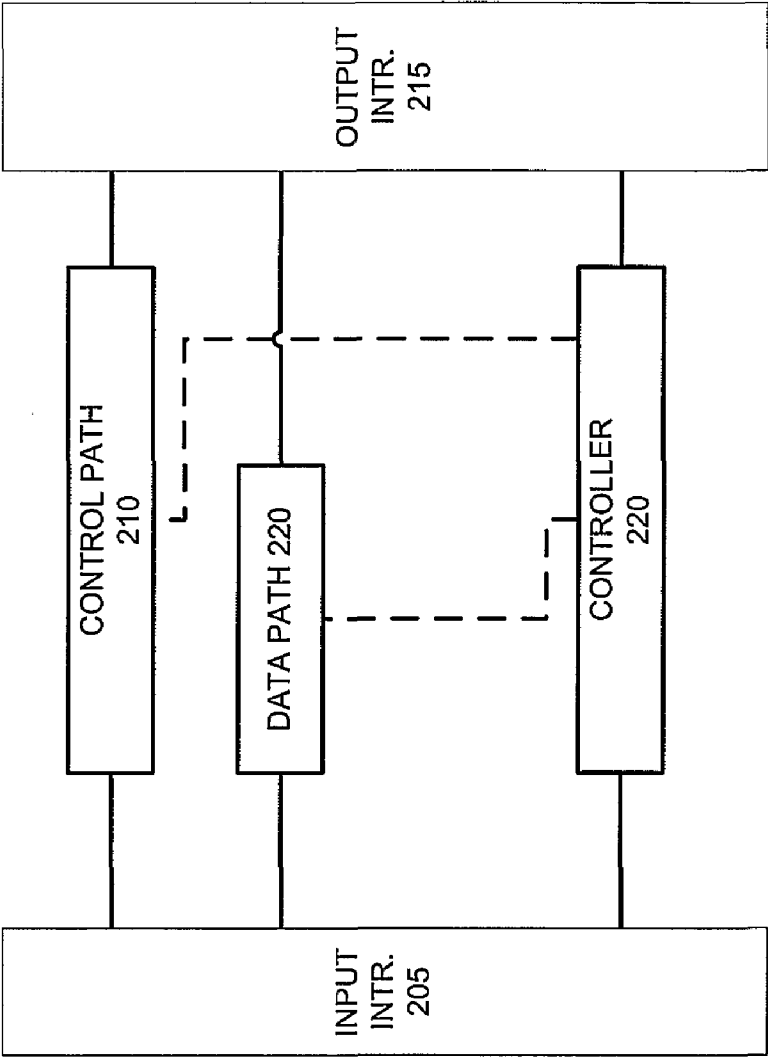 OUTPUT
INTR.
215
CONTROL PATH
210
DATA PATH 220
CONTROLLER
220
INPUT
INTR.
205